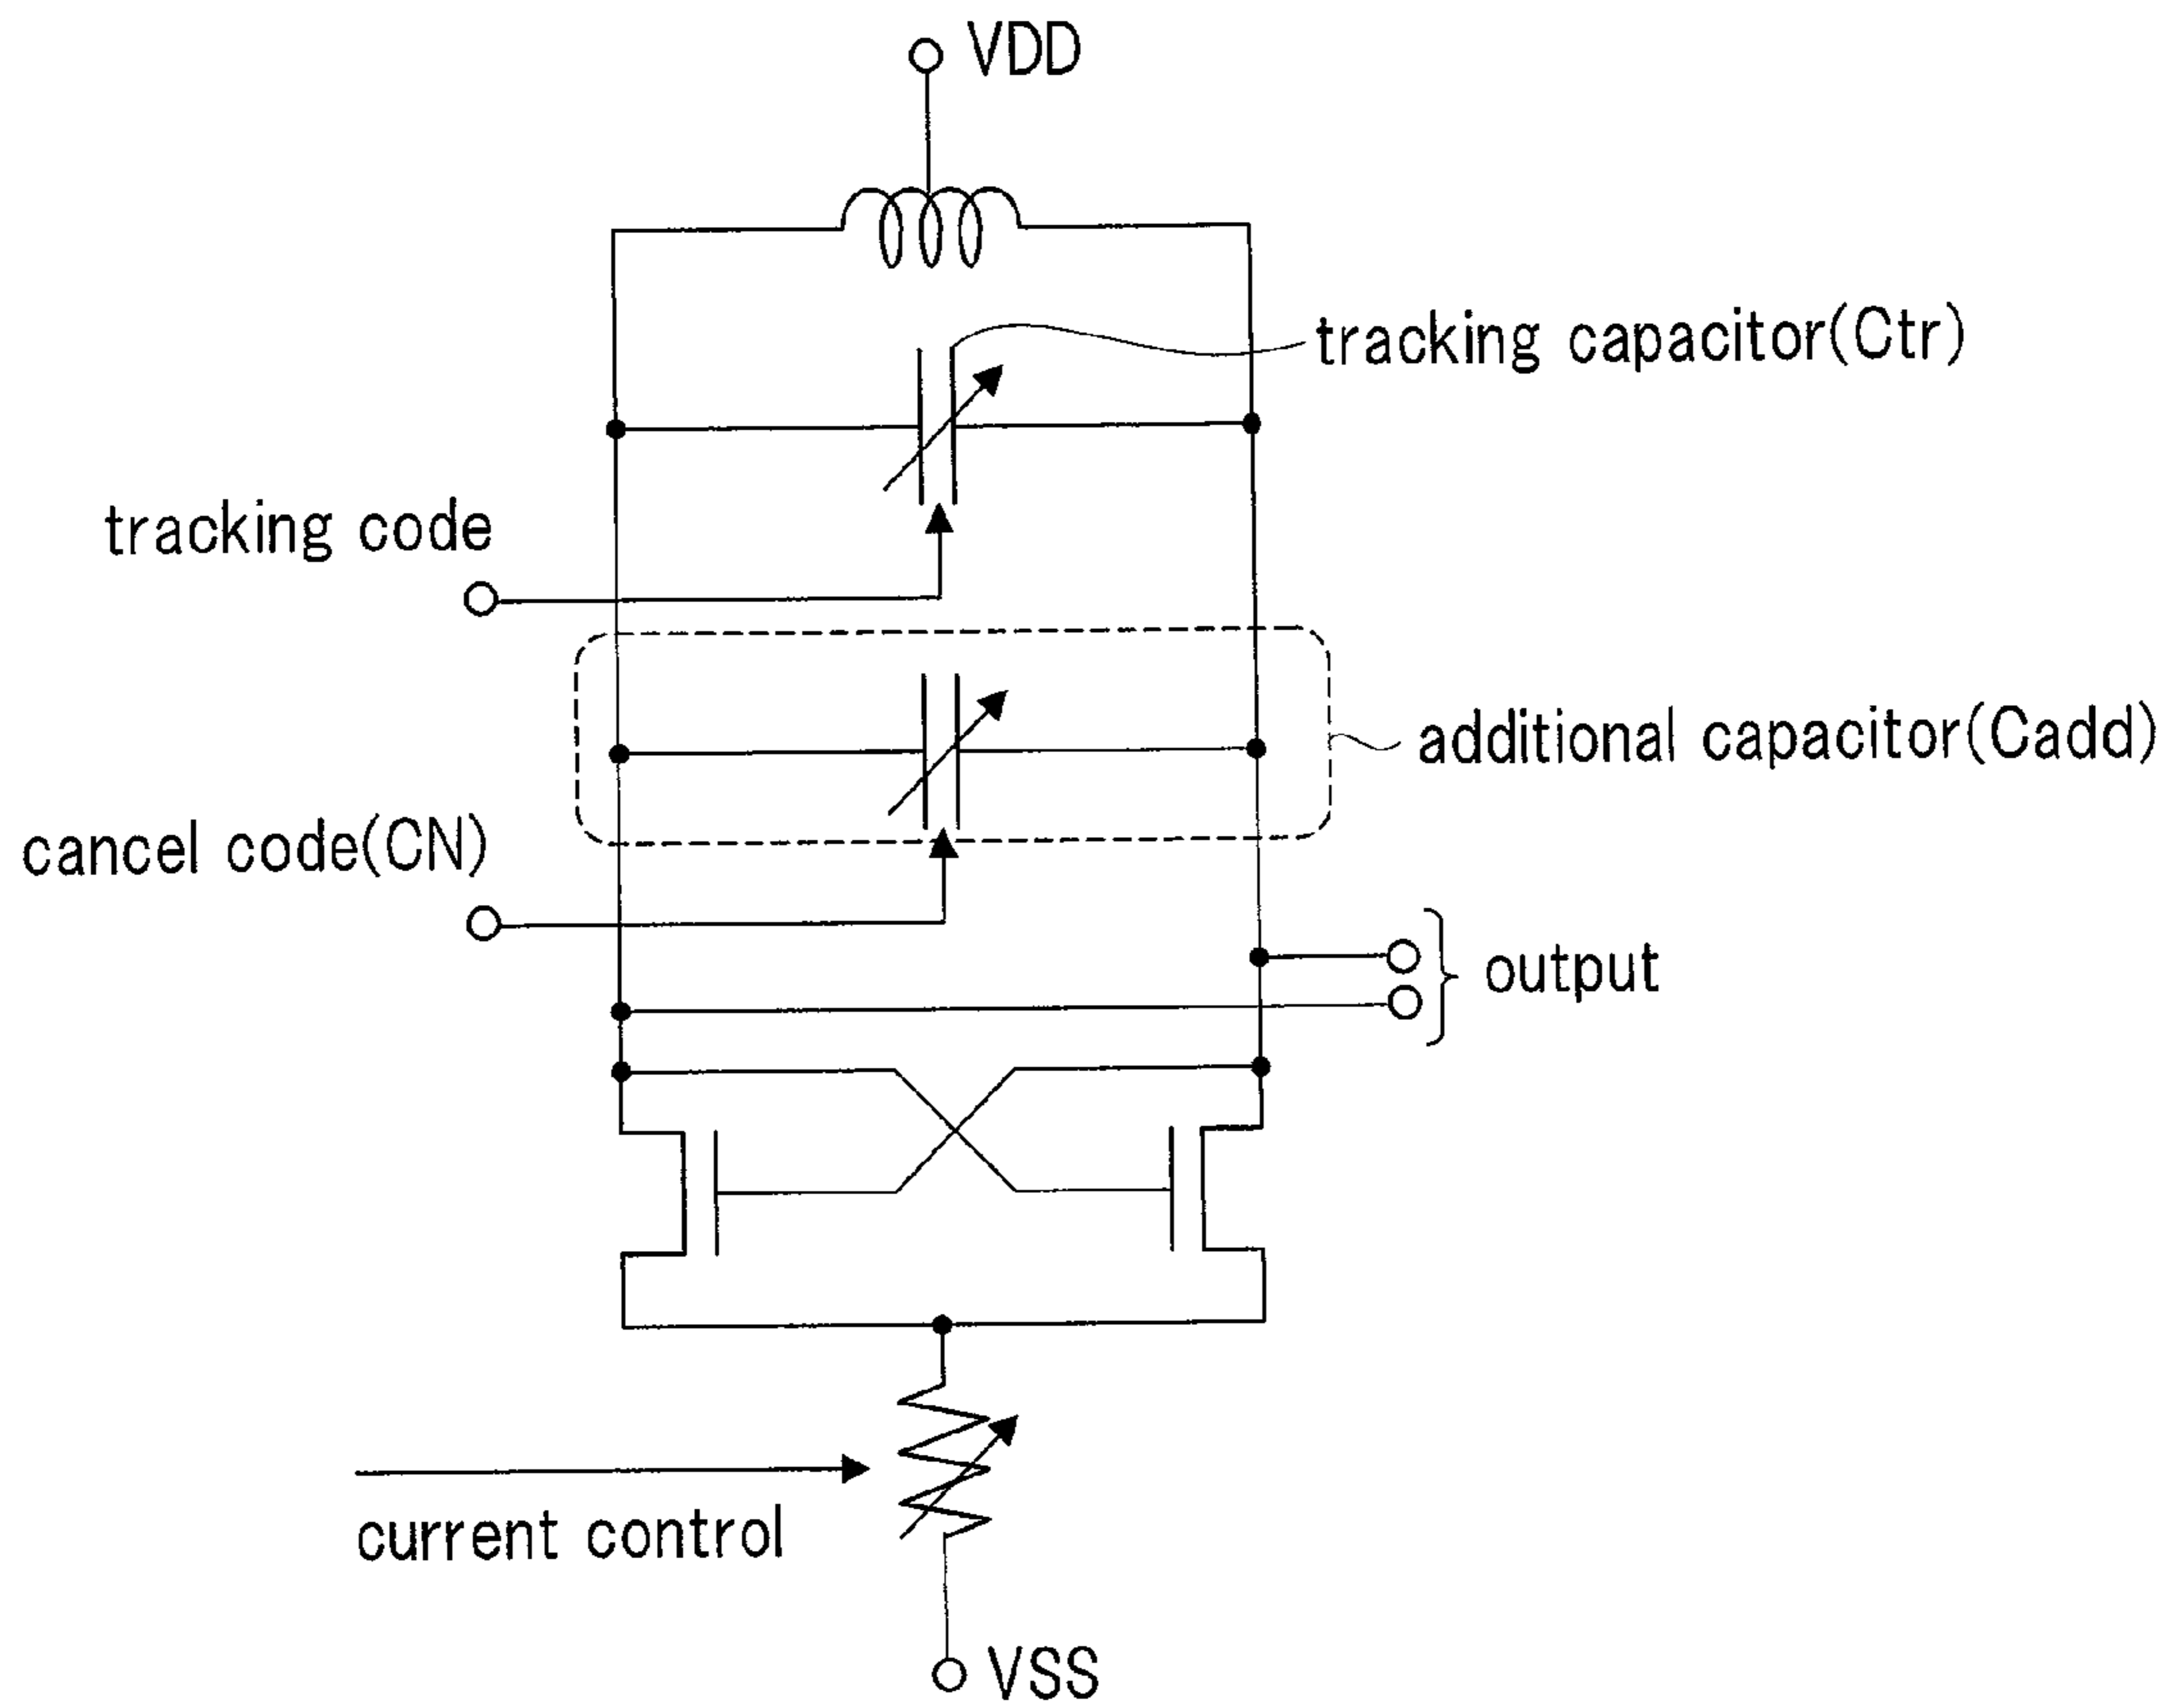 VDD
tracking capacitor(Ctr)
tracking code
additional capacitor(Cadd)
cancel code(CN)
output
current control
VSS